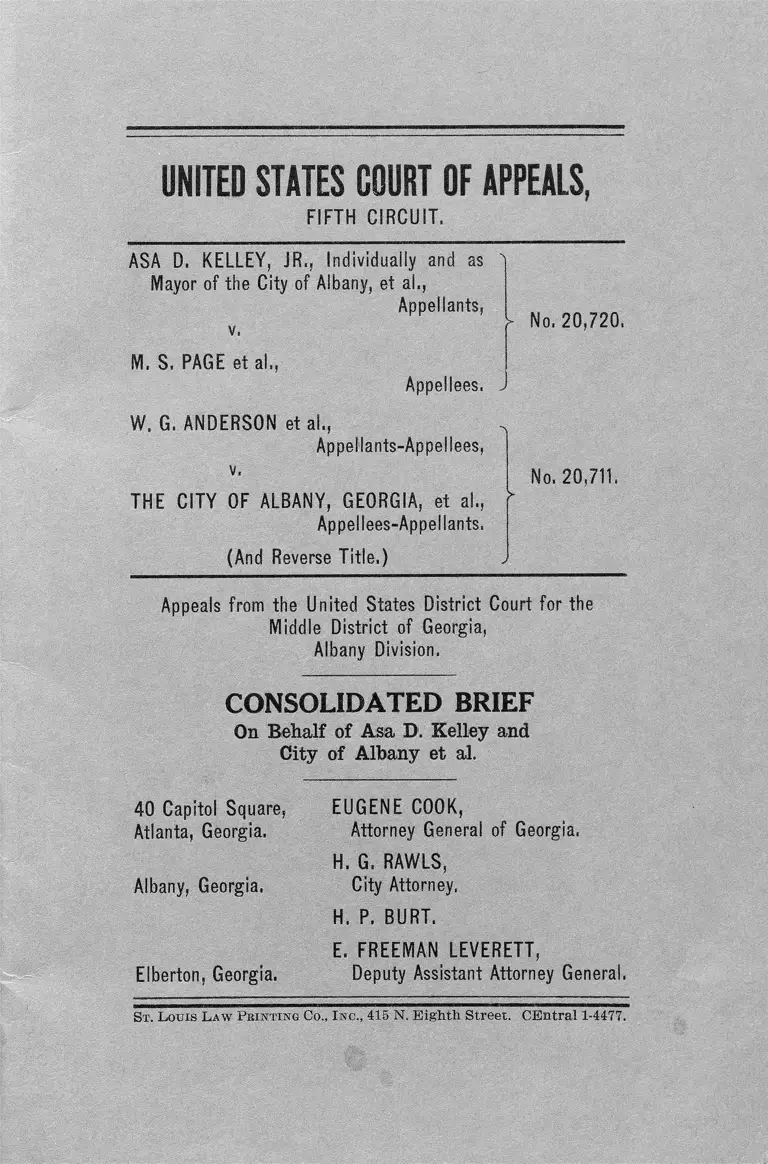 UNITED STATES COURT OF APPEALS,
FIFTH CIRCUIT.
ASA D. KELLEY, JR., Individually and as
Mayor of the City of Albany, et al.,
Appellants,
v.
M. S. PAGE et al.,
Appellees.
No. 20,720.
W. G. ANDERSON et al.,
Appellants-Appellees,
v.
THE CITY OF ALBANY, GEORGIA, et al.,
Appellees-Appellants.
(And Reverse Title.)
No. 20,711.
Appeals from the United States District Court for the
Middle District of Georgia,
Albany Division.
CONSOLIDATED BRIEF
On Behalf of Asa D. Kelley and
City of Albany et al.
40 Capitol Square, EUGENE COOK,
Atlanta, Georgia. Attorney General of Georgia.
H. G. RAWLS,
Albany, Georgia. City Attorney.
H. P. BURT.
E. FREEMAN LEVERETT,
Elberton, Georgia. Deputy Assistant Attorney General.
ST. LOUIS LAW PRINTING CO., INC., 415 N. Eighth Street. CEntral 1-4477.